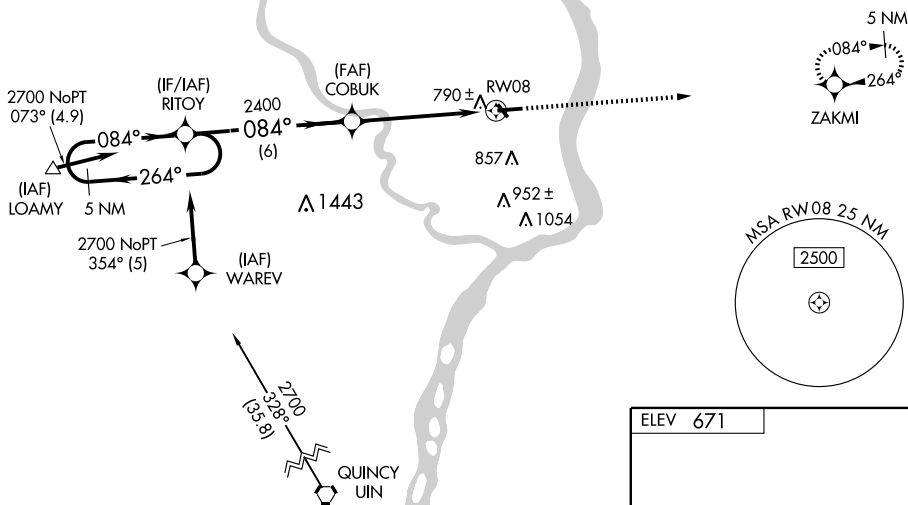 5 NM
084°
264°
ZAKMI
(FAF)
COBUK
790 ±
RW08
(IF/IAF)
RITOY
2400
084°
(6)
2700 NoPT
073° (4.9)
084°
264°
(IAF)
LOAMY
5 NM
857
952 ±
1054
1443
2700 NoPT
354° (5)
(IAF)
WAREV
MSA RW08 25 NM
2500
2700
328°
(35.8)
QUINCY
UIN
ELEV 671